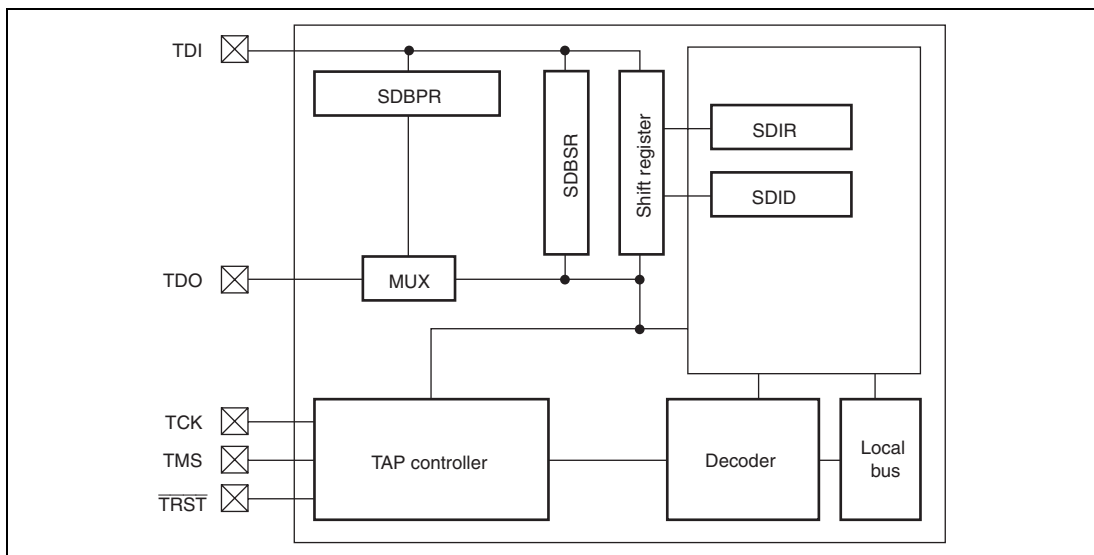 TDI
SDBPR
SDBSR
Shift register
SDIR
SDID
TDO
MUX
TCK
TMS
TRST
TAP controller
Decoder
Local
bus